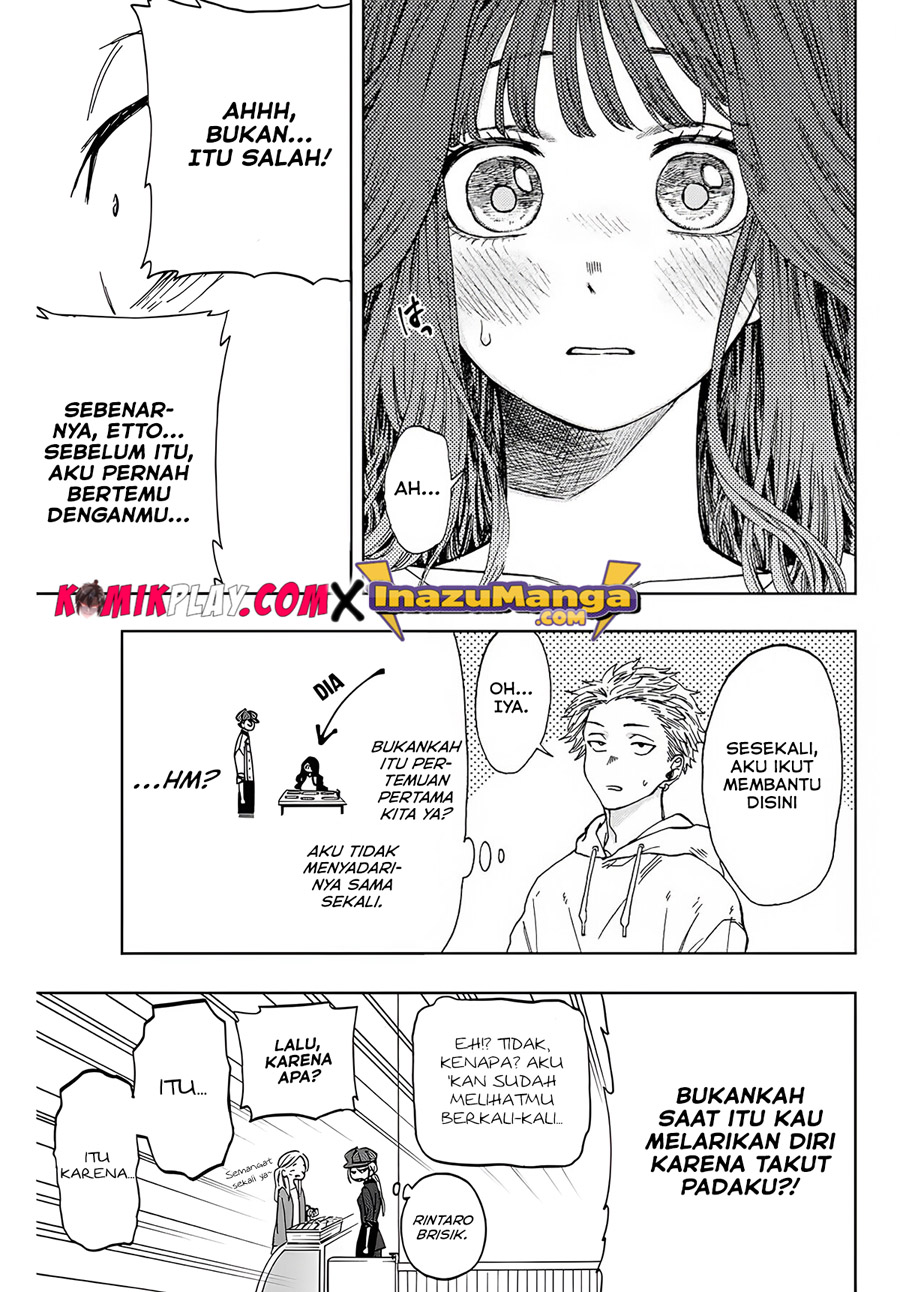 はっ
AH...
AHHH,
BUKAN...
ITU SALAH!
SEBENAR-
NYA, ETTO...
SEBELUM ITU,
AKU PERNAH
BERTEMU
DENGANMU...
KOMIKPLAY.COM X INAZUMANGA
.COM
SESEKALI,
AKU IKUT
MEMBANTU
DISINI
OH...
IYA.
BUKANKAH
ITU PER-
TEMUAN
PERTAMA
KITA YA?
AKU TIDAK
MENYADARI-
NYA SAMA
SEKALI.
DIA
...HM?
BUKANKAH
SAAT ITU KAU
MELARIKAN DIRI
KARENA TAKUT
PADAKU?!
EH!? TIDAK,
KENAPA? AKU
'KAN SUDAH
MELIHATMU
BERKALI-KALI...
RINTARO
BRISIK.
LALU,
KARENA
APA?
Semangat
sekali ya~
ITU...
ITU
KARENA...